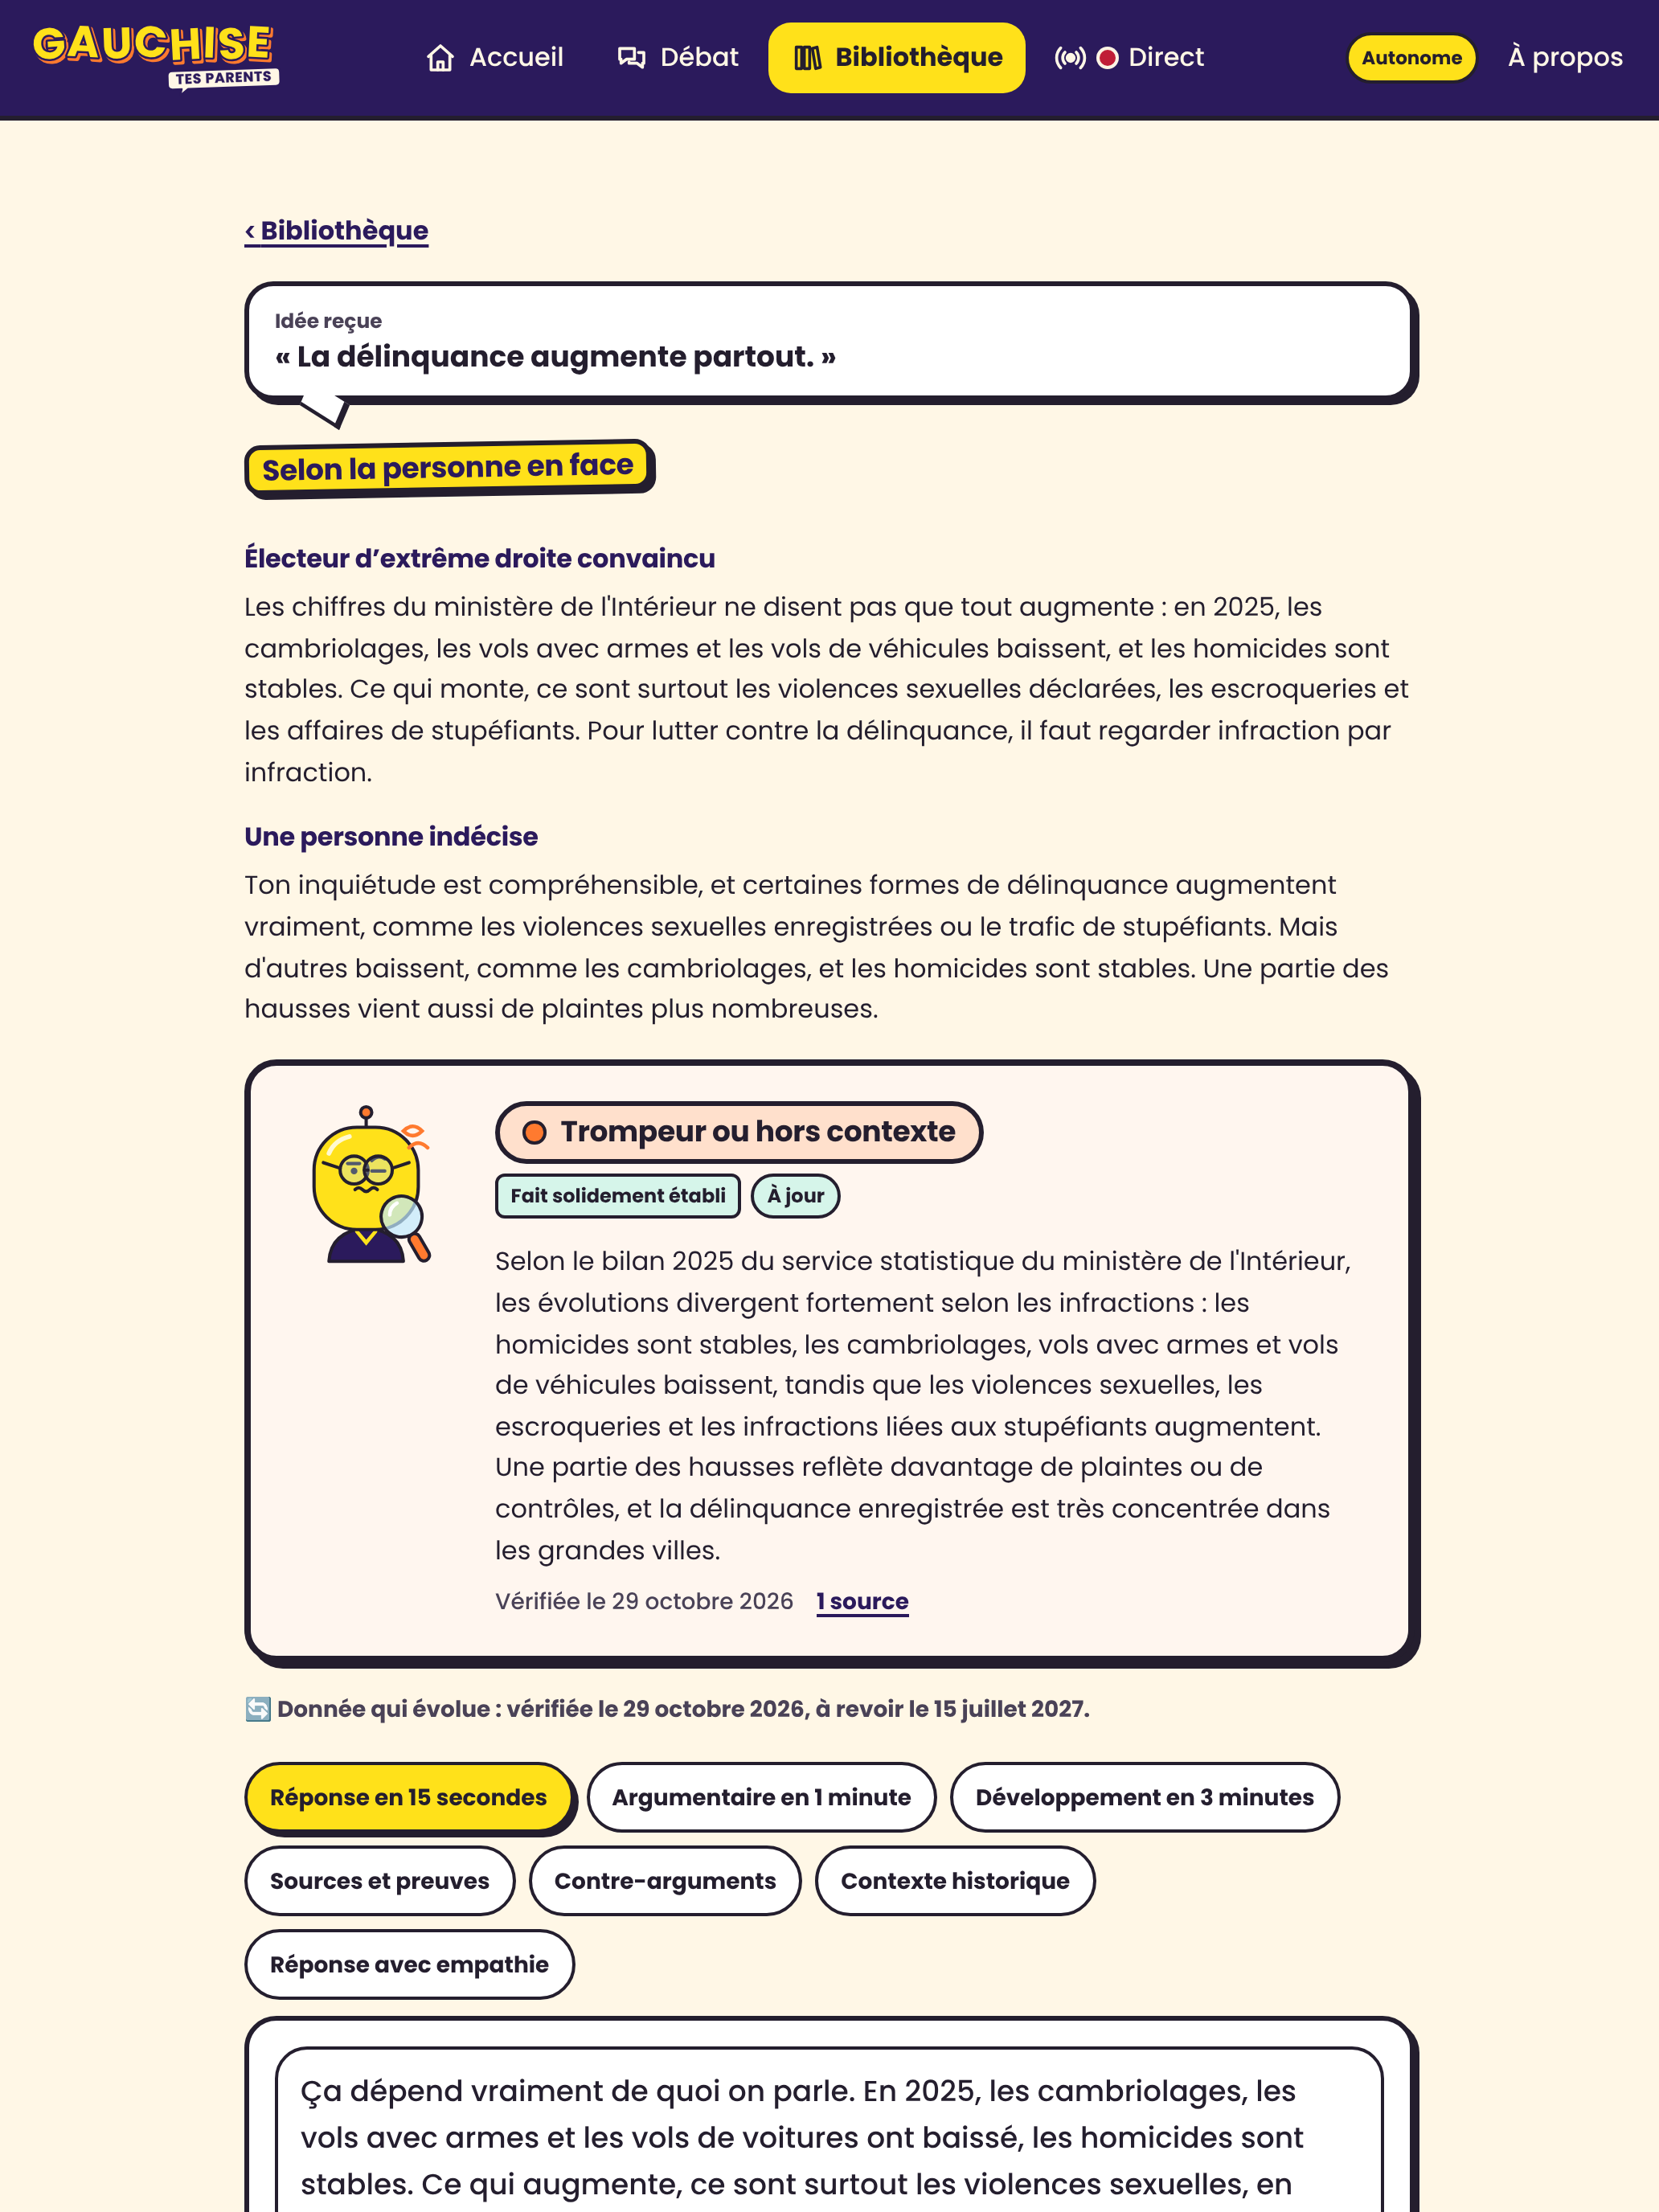 GAUCHISE
TES PARENTS
Accueil
Débat
Bibliothèque
Direct
Autonome
À propos
‹ Bibliothèque
Idée reçue
« La délinquance augmente partout. »
Selon la personne en face
Électeur d’extrême droite convaincu
Les chiffres du ministère de l'Intérieur ne disent pas que tout augmente : en 2025, les
cambriolages, les vols avec armes et les vols de véhicules baissent, et les homicides sont
stables. Ce qui monte, ce sont surtout les violences sexuelles déclarées, les escroqueries et
les affaires de stupéfiants. Pour lutter contre la délinquance, il faut regarder infraction par
infraction.
Une personne indécise
Ton inquiétude est compréhensible, et certaines formes de délinquance augmentent
vraiment, comme les violences sexuelles enregistrées ou le trafic de stupéfiants. Mais
d'autres baissent, comme les cambriolages, et les homicides sont stables. Une partie des
hausses vient aussi de plaintes plus nombreuses.
Trompeur ou hors contexte
Fait solidement établi
À jour
Selon le bilan 2025 du service statistique du ministère de l'Intérieur,
les évolutions divergent fortement selon les infractions : les
homicides sont stables, les cambriolages, vols avec armes et vols
de véhicules baissent, tandis que les violences sexuelles, les
escroqueries et les infractions liées aux stupéfiants augmentent.
Une partie des hausses reflète davantage de plaintes ou de
contrôles, et la délinquance enregistrée est très concentrée dans
les grandes villes.
Vérifiée le 29 octobre 2026 1 source
Donnée qui évolue : vérifiée le 29 octobre 2026, à revoir le 15 juillet 2027.
Réponse en 15 secondes
Argumentaire en 1 minute
Développement en 3 minutes
Sources et preuves
Contre-arguments
Contexte historique
Réponse avec empathie
Ça dépend vraiment de quoi on parle. En 2025, les cambriolages, les
vols avec armes et les vols de voitures ont baissé, les homicides sont
stables. Ce qui augmente, ce sont surtout les violences sexuelles, en